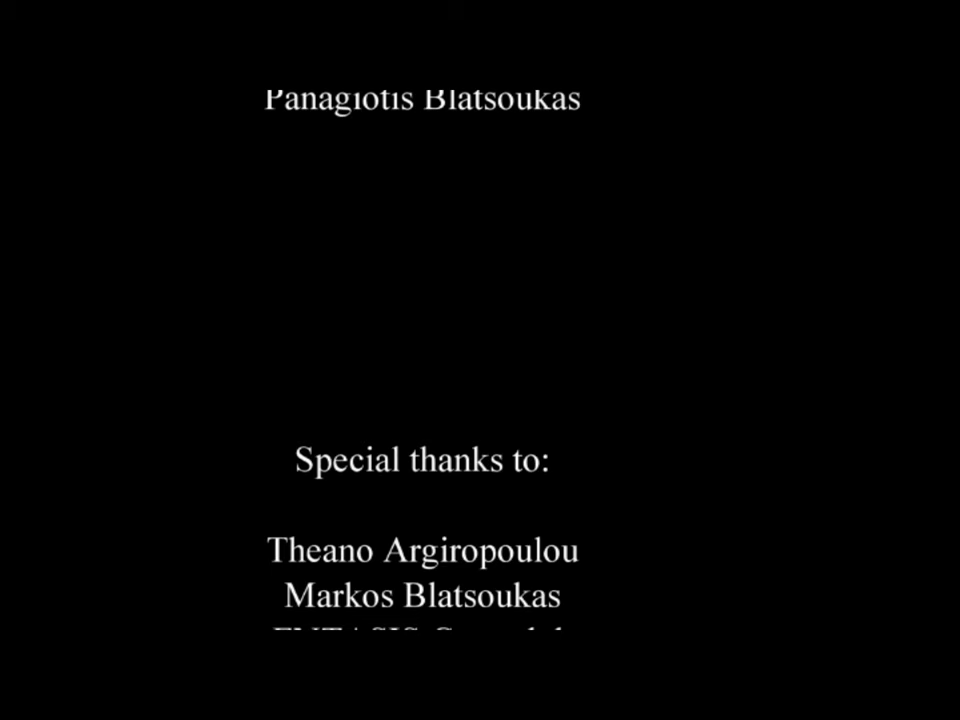 Panagiotis Blatsoukas
Special thanks to:
Theano Argiropoulou
Markos Blatsoukas